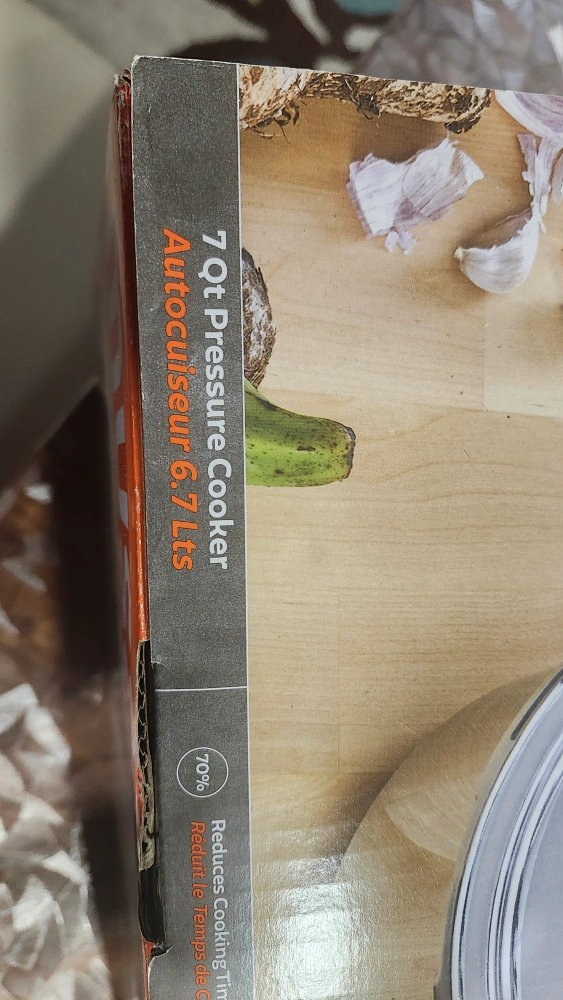 7 Qt Pressure Cooker
Autocuiseur 6.7 Lts
70%
Reduces Cooking
Réduit le Temps de